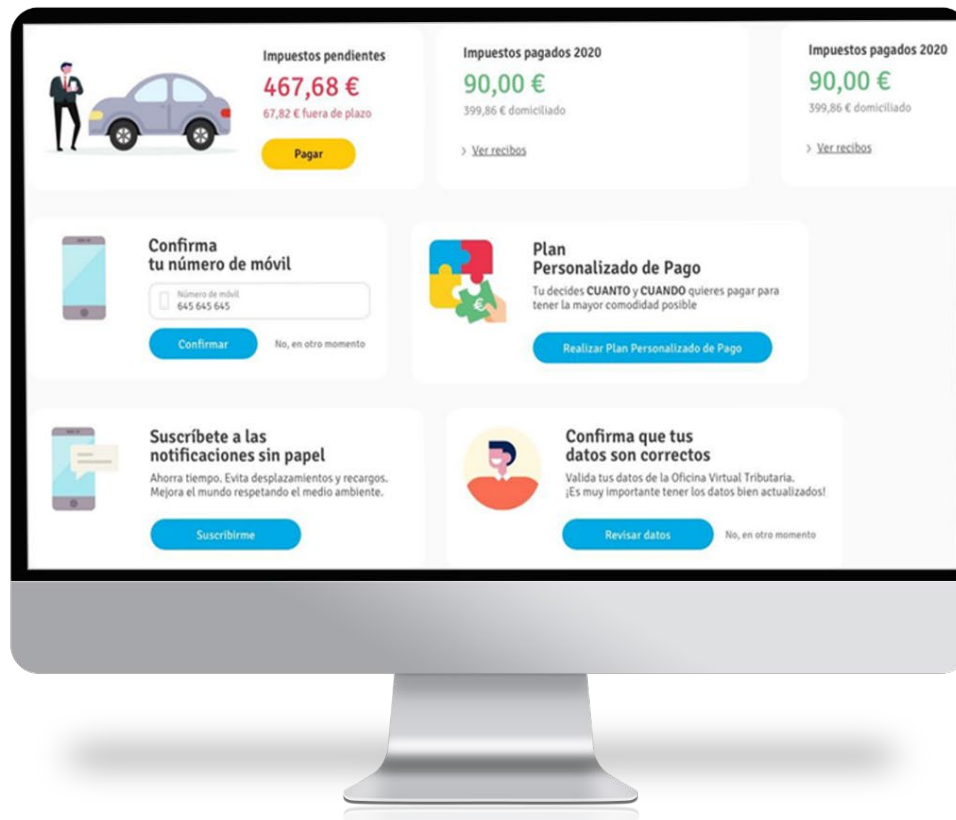 Impuestos pendientes
467,68 €
67,82 € fuera de plazo
Pagar
Impuestos pagados 2020
90,00 €
399,86 € domiciliado
> Ver recibos
Impuestos pagados 2020
90,00 €
399,86 € domiciliado
> Ver recibos
Confirma
tu número de móvil
Número de móvil
645 645 645
Confirmar
No, en otro momento
Plan
Personalizado de Pago
Tu decides CUANTO y CUANDO quieres pagar para
tener la mayor comodidad posible
€
Realizar Plan Personalizado de Pago
Suscríbete a las
notificaciones sin papel
Ahorra tiempo. Evita desplazamientos y recargos.
Mejora el mundo respetando el medio ambiente.
Suscribirme
Confirma que tus
datos son correctos
Valida tus datos de la Oficina Virtual Tributaria.
¡Es muy importante tener los datos bien actualizados!
Revisar datos
No, en otro momento